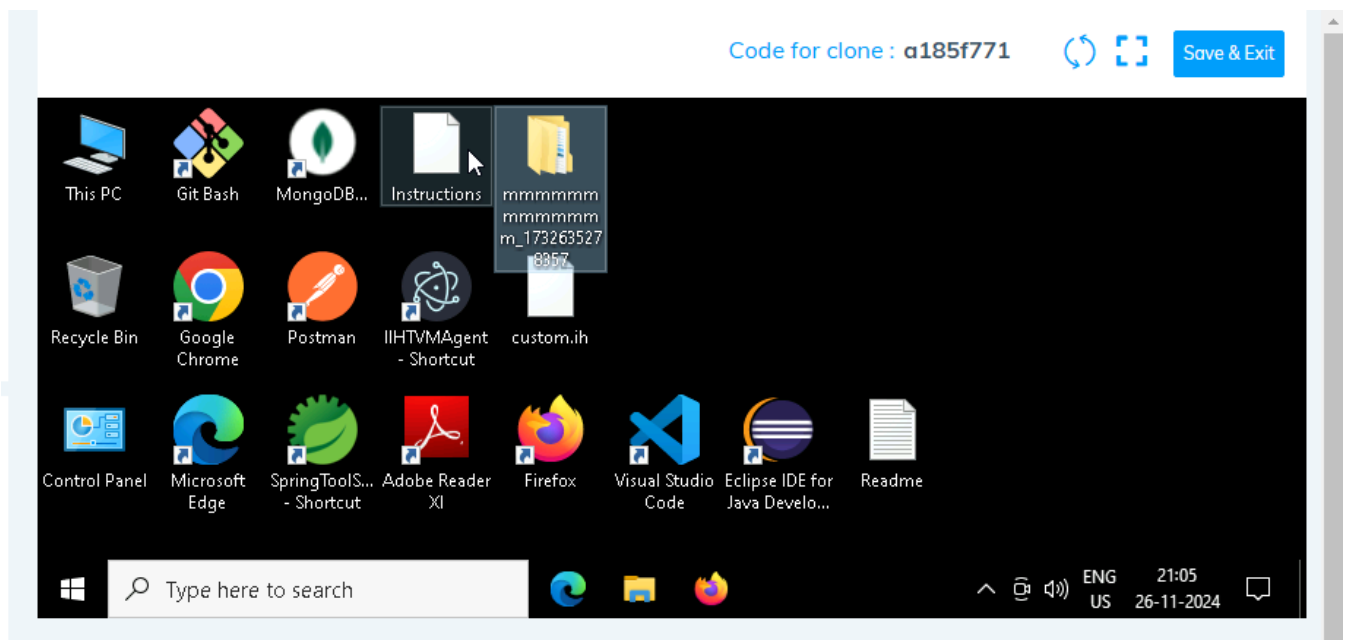 Code for clone : a185f771
Save & Exit
This PC
Git Bash
MongoDB...
Instructions
mmmmmm
mmmmmm
m_173263527
8357
Recycle Bin
Google
Chrome
Postman
IIHTVMAgent
- Shortcut
custom.ih
Control Panel
Microsoft
Edge
SpringToolS...
- Shortcut
Adobe Reader
XI
Firefox
Visual Studio
Code
Eclipse IDE for
Java Develo...
Readme
Type here to search
ENG
US
21:05
26-11-2024